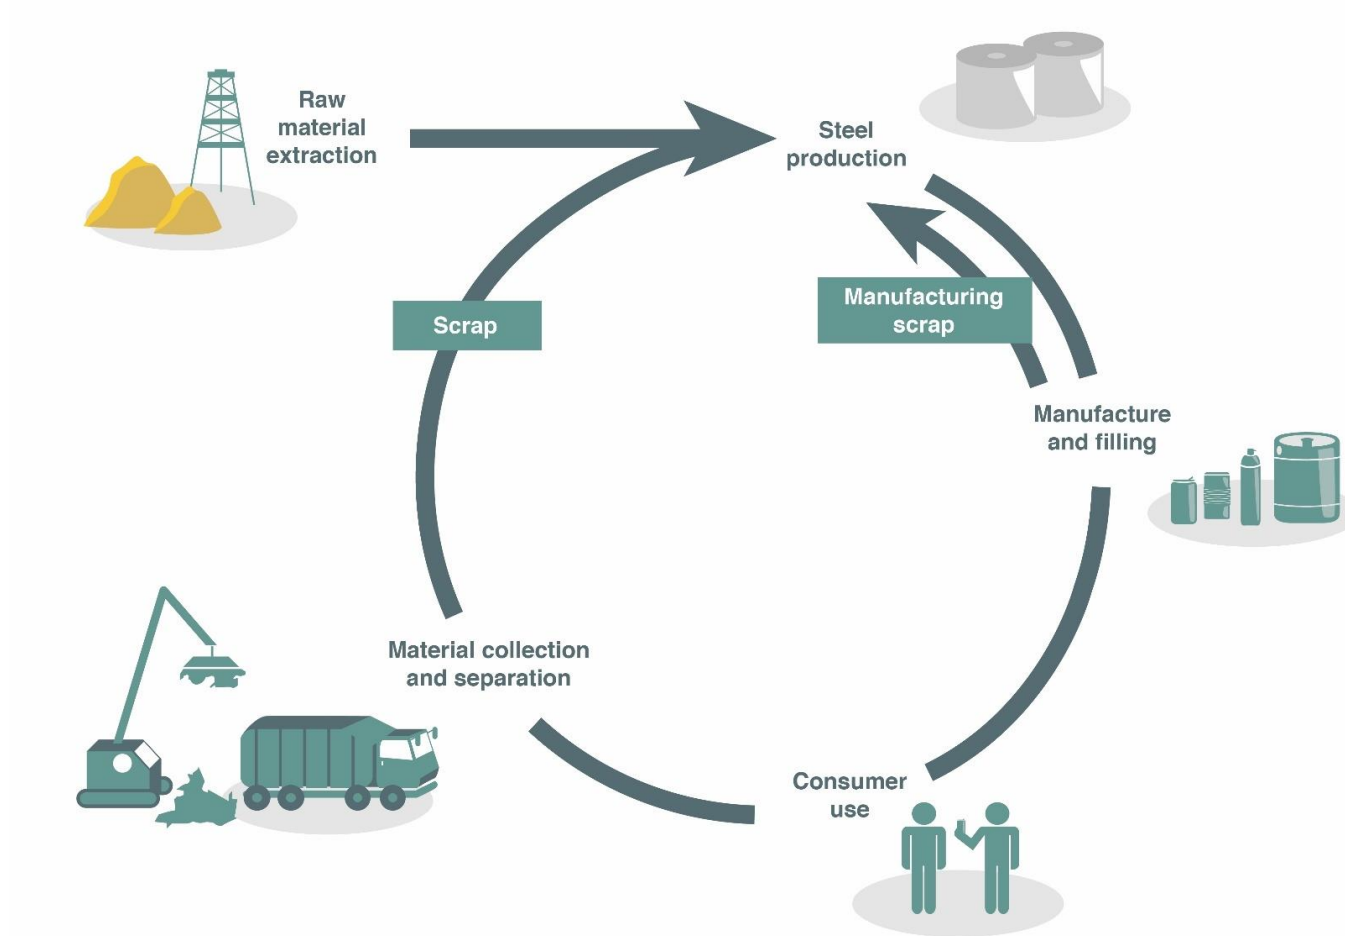 Raw
material
extraction
Steel
production
Scrap
Manufacturing
scrap
Manufacture
and filling
Material collection
and separation
Consumer
use